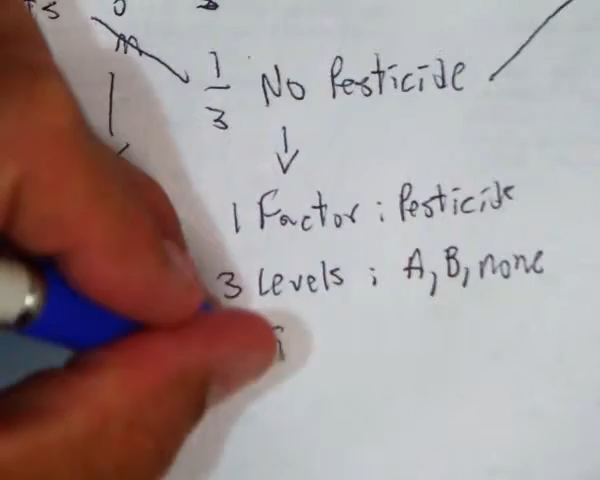 1/3 No Pesticide
1 Factor : Pesticide
3 Levels : A, B, none